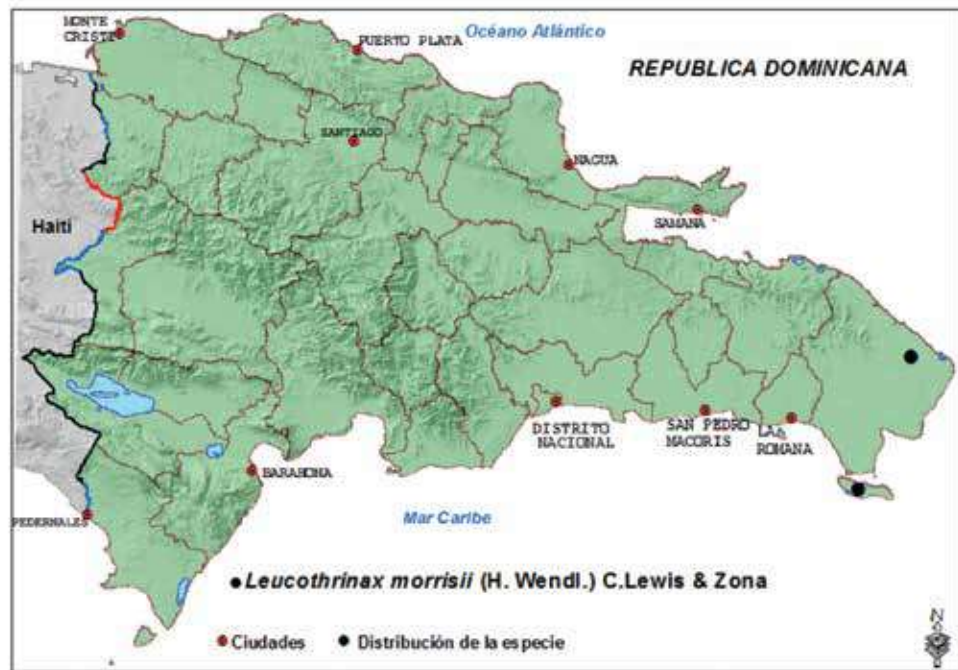 MONTE
CRISTI
PUERTO PLATA
Océano Atlántico
REPUBLICA DOMINICANA
SANTIAGO
NAGUA
SAMANA
Haití
DISTRITO
NACIONAL
SAN PEDRO
MACORIS
LA
ROMANA
BARAHONA
PEDERNALES
Mar Caribe
Leucothrinax morrisii (H. Wendl.) C.Lewis & Zona
Ciudades
Distribución de la especie
N